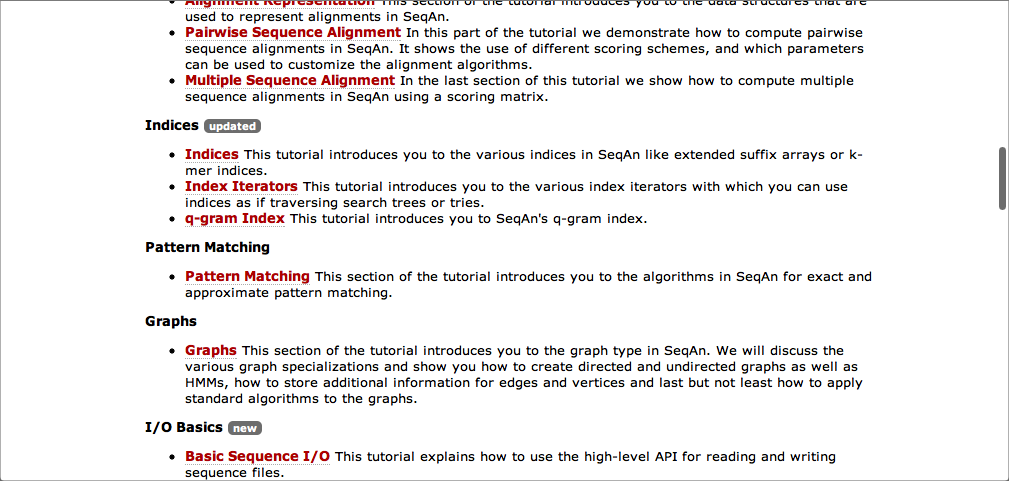 Alignment Representation This section of the tutorial introduces you to the data structures that are
used to represent alignments in SeqAn.
• Pairwise Sequence Alignment In this part of the tutorial we demonstrate how to compute pairwise
sequence alignments in SeqAn. It shows the use of different scoring schemes, and which parameters
can be used to customize the alignment algorithms.
• Multiple Sequence Alignment In the last section of this tutorial we show how to compute multiple
sequence alignments in SeqAn using a scoring matrix.
Indices updated
• Indices This tutorial introduces you to the various indices in SeqAn like extended suffix arrays or k-
mer indices.
• Index Iterators This tutorial introduces you to the various index iterators with which you can use
indices as if traversing search trees or tries.
• q-gram Index This tutorial introduces you to SeqAn's q-gram index.
Pattern Matching
• Pattern Matching This section of the tutorial introduces you to the algorithms in SeqAn for exact and
approximate pattern matching.
Graphs
• Graphs This section of the tutorial introduces you to the graph type in SeqAn. We will discuss the
various graph specializations and show you how to create directed and undirected graphs as well as
HMMs, how to store additional information for edges and vertices and last but not least how to apply
standard algorithms to the graphs.
I/O Basics new
• Basic Sequence I/O This tutorial explains how to use the high-level API for reading and writing
sequence files.